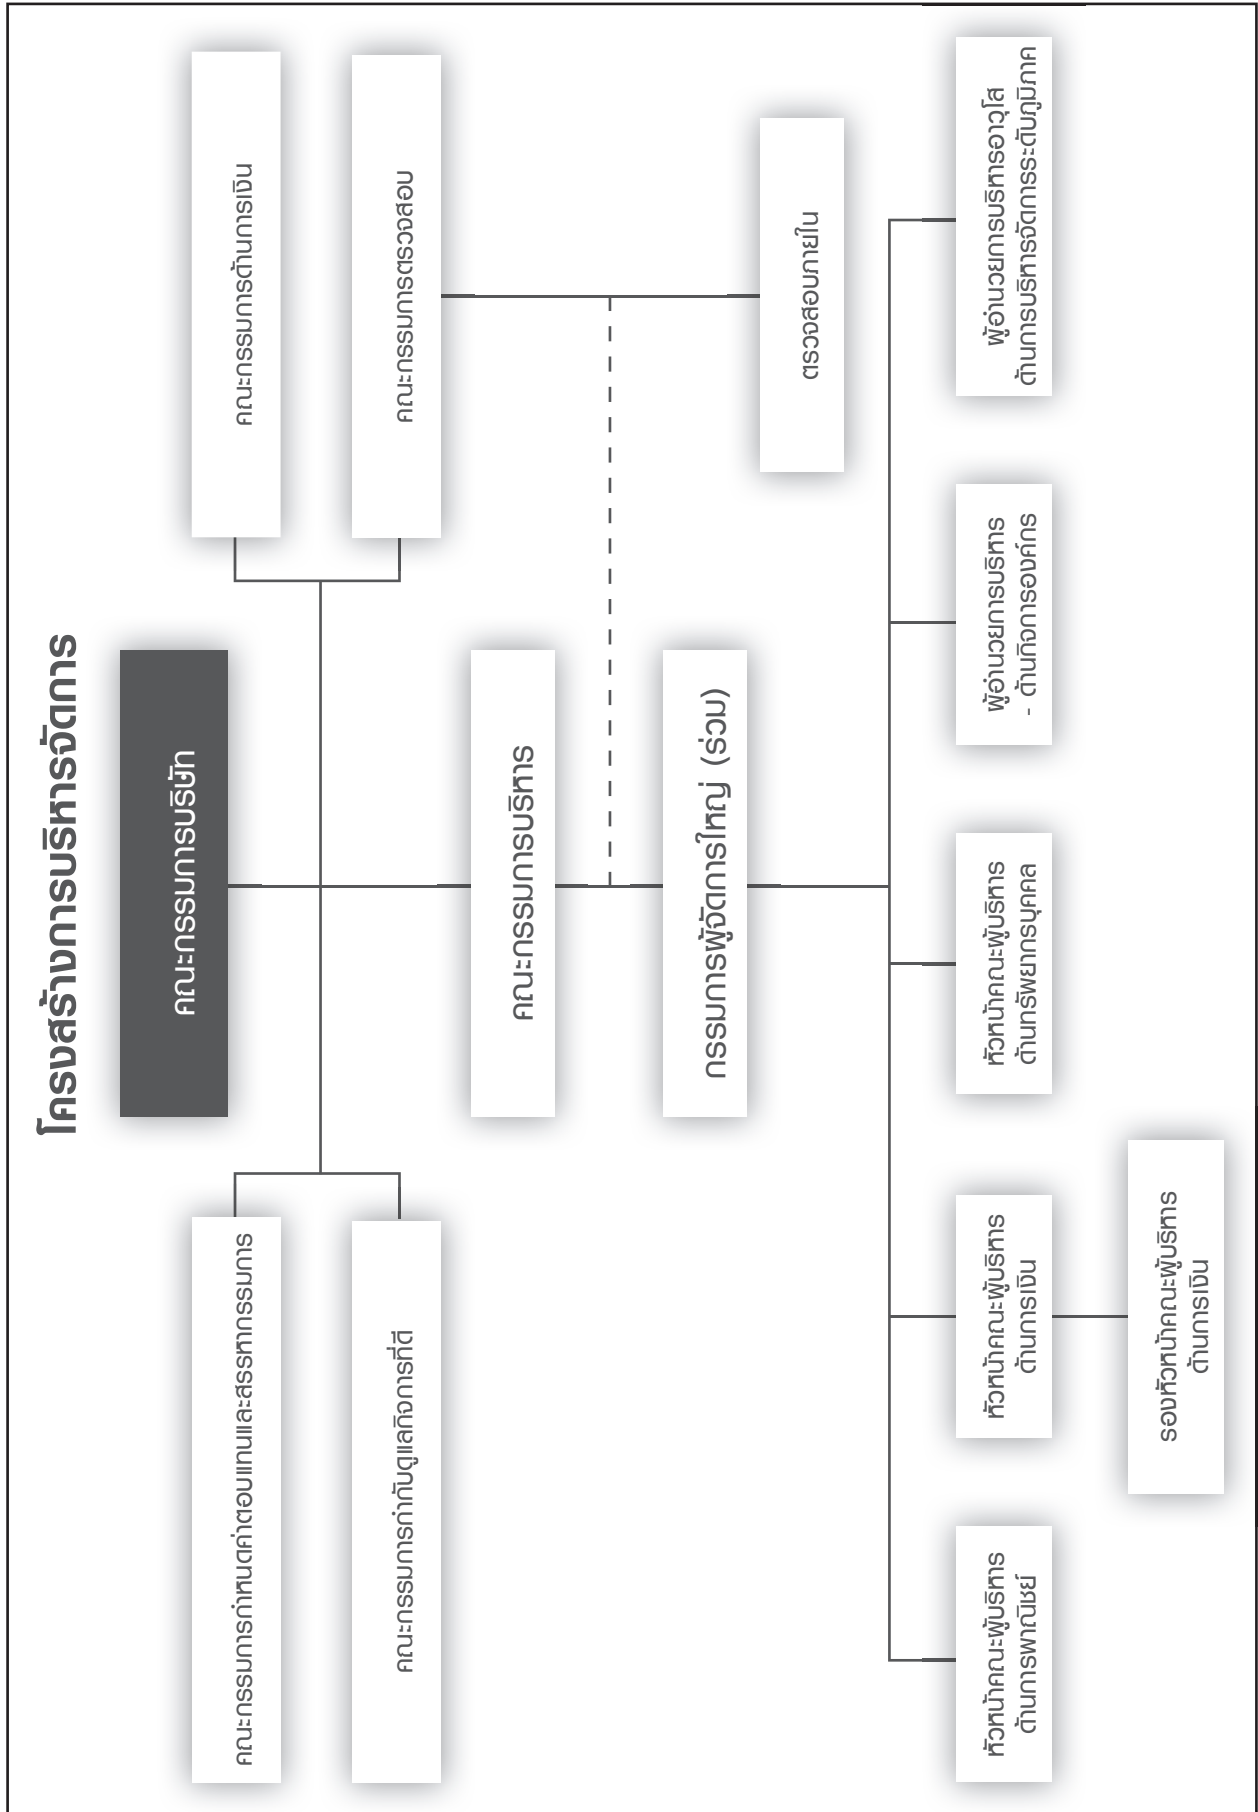 โครงสร้างการบริหารจัดการ
คณะกรรมการบริษัท
คณะกรรมการกำหนดค่าตอบแทนและสรรหากรรมการ
คณะกรรมการด้านการเงิน
คณะกรรมการกำกับดูแลกิจการที่ดี
คณะกรรมการตรวจสอบ
คณะกรรมการบริหาร
กรรมการผู้จัดการใหญ่ (ร่วม)
ตรวจสอบภายใน
หัวหน้าคณะผู้บริหาร
ด้านการพาณิชย์
หัวหน้าคณะผู้บริหาร
ด้านการเงิน
หัวหน้าคณะผู้บริหาร
ด้านทรัพยากรบุคคล
ผู้อำนวยการบริหาร
- ด้านกิจการองค์กร
ผู้อำนวยการบริหารอาวุโส
ด้านการบริหารจัดการระดับภูมิภาค
รองหัวหน้าคณะผู้บริหาร
ด้านการเงิน